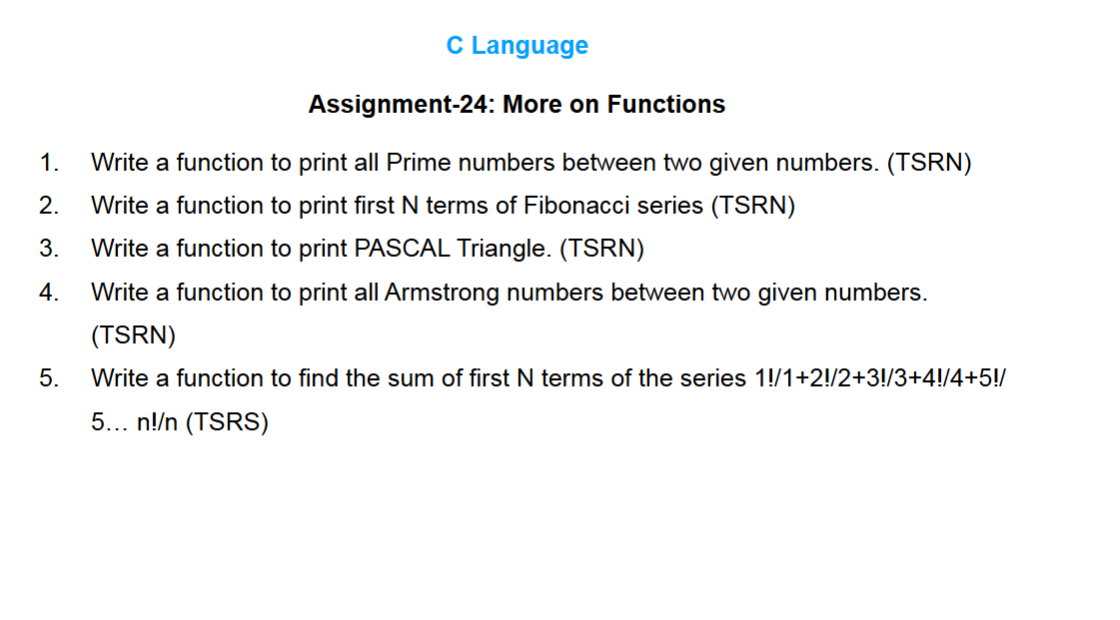 C Language
Assignment-24: More on Functions
1. Write a function to print all Prime numbers between two given numbers. (TSRN)
2. Write a function to print first N terms of Fibonacci series (TSRN)
3. Write a function to print PASCAL Triangle. (TSRN)
4. Write a function to print all Armstrong numbers between two given numbers.
(TSRN)
5. Write a function to find the sum of first N terms of the series 1!/1+2!/2+3!/3+4!/4+5!/
5… n!/n (TSRS)